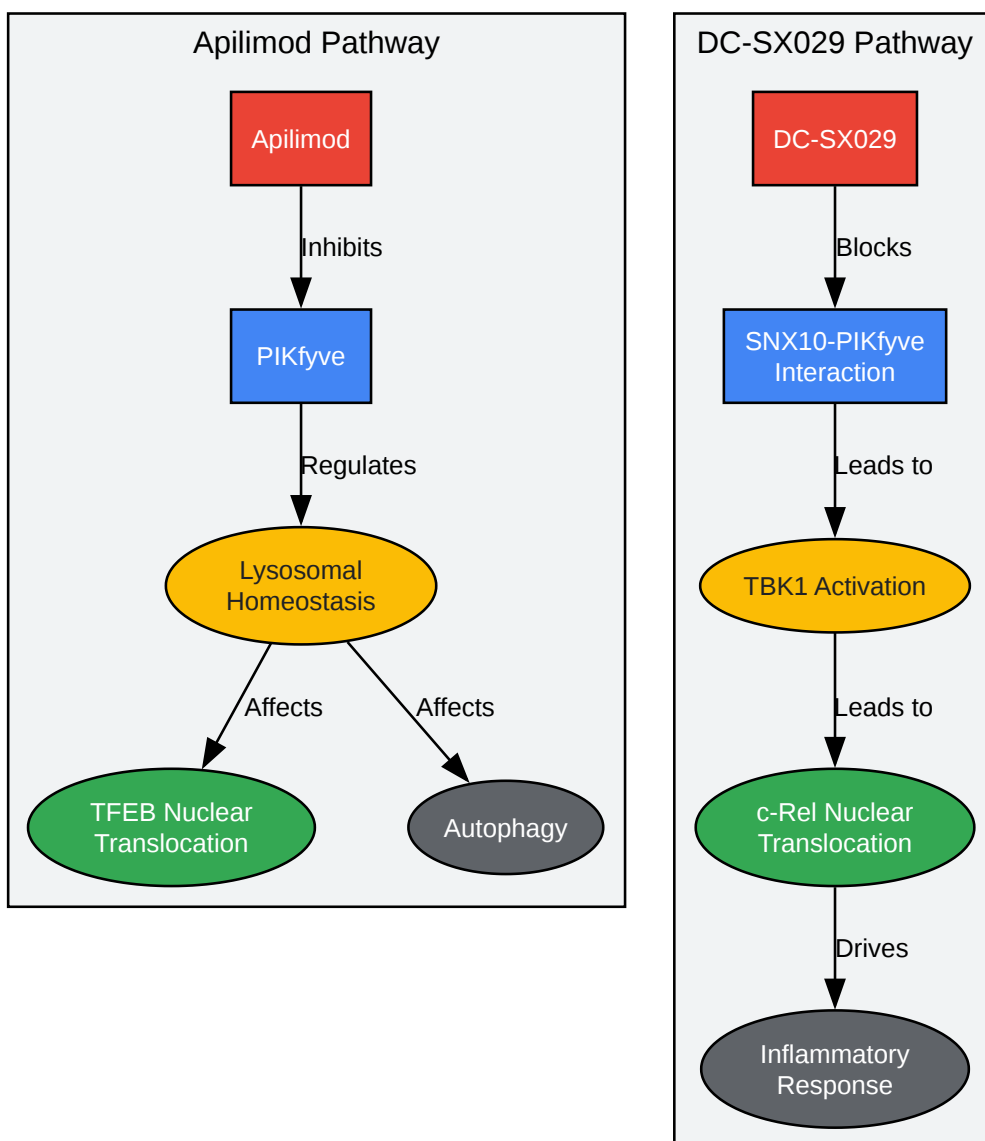 Apilimod Pathway
Apilimod
Inhibits
PIKfyve
Regulates
Lysosomal
Homeostasis
Affects
Affects
TFEB Nuclear
Translocation
Autophagy
DC-SX029 Pathway
DC-SX029
Blocks
SNX10-PIKfyve
Interaction
Leads to
TBK1 Activation
Leads to
c-Rel Nuclear
Translocation
Drives
Inflammatory
Response